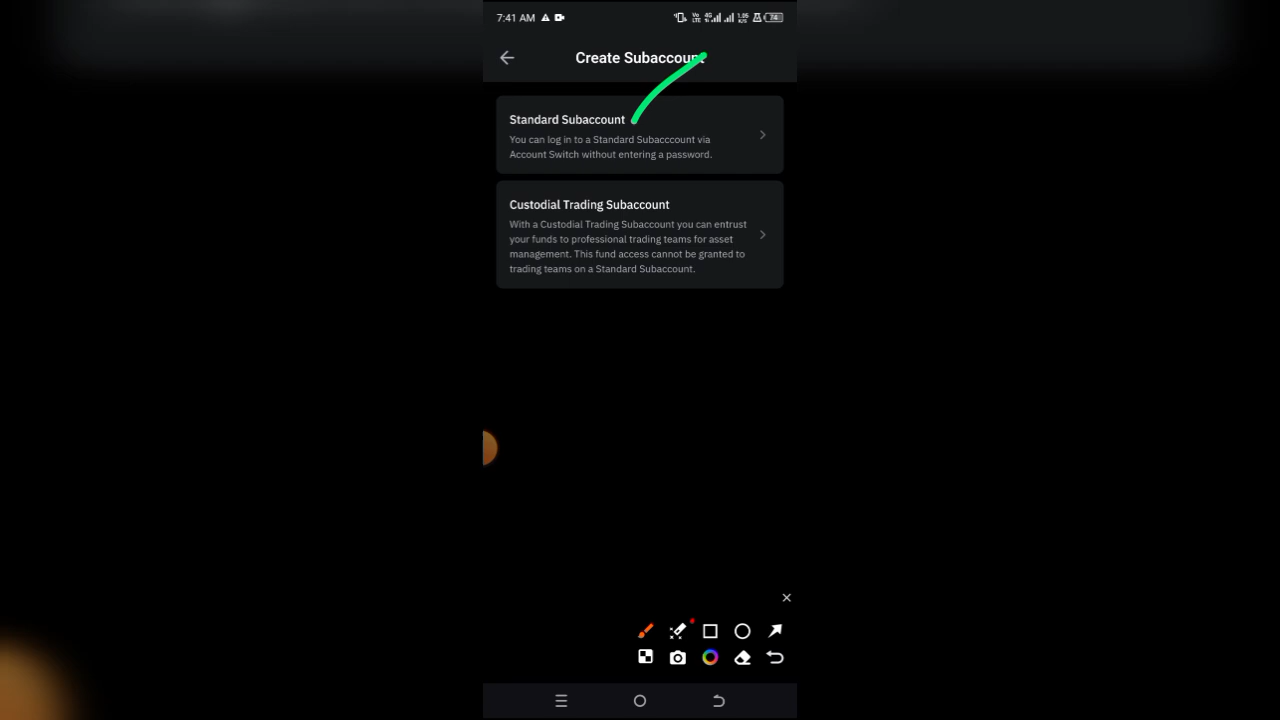 7:41 AM
Create Subaccount
Standard Subaccount
You can log in to a Standard Subacccount via
Account Switch without entering a password.
Custodial Trading Subaccount
With a Custodial Trading Subaccount you can entrust
your funds to professional trading teams for asset
management. This fund access cannot be granted to
trading teams on a Standard Subaccount.